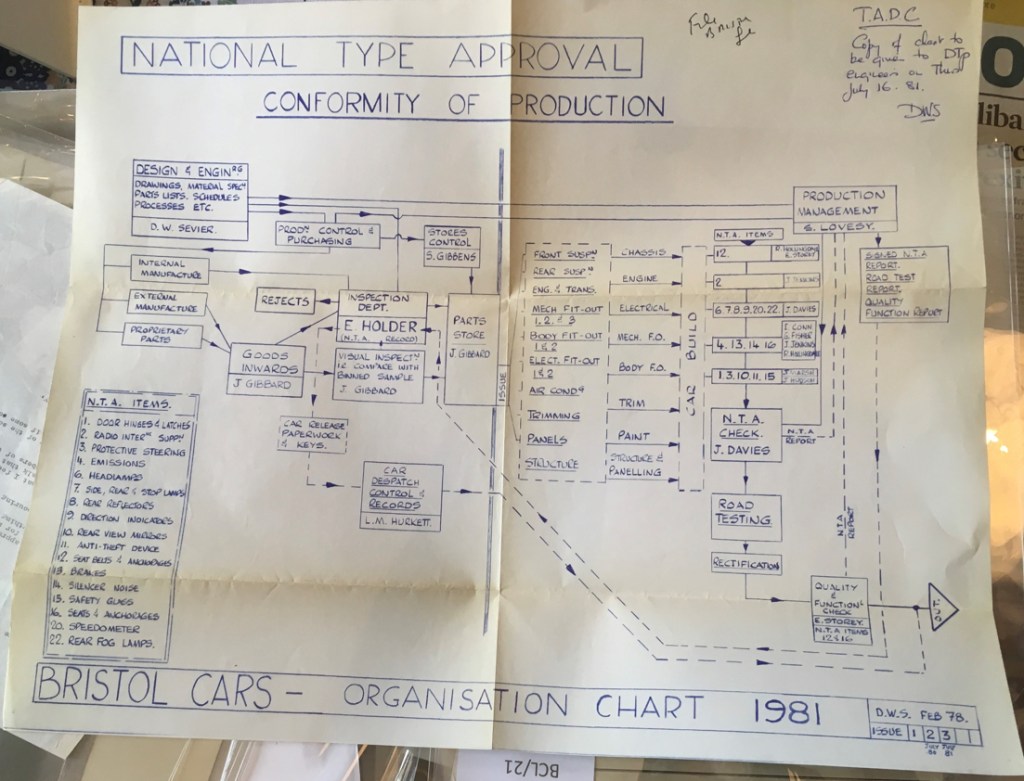 T.A.D.C
Copy of chart to
be given to DTp
engineers on Thurs
July 16. 81.
DWS
NATIONAL TYPE APPROVAL
CONFORMITY OF PRODUCTION
DESIGN & ENGINRG
DRAWINGS, MATERIAL SPECN
PARTS LISTS. SCHEDULES
PROCESSES ETC.
D.W. SEVIER.
PRODN CONTROL &
PURCHASING
STORES
CONTROL
S. GIBBENS
INTERNAL
MANUFACTURE
EXTERNAL
MANUFACTURE
PROPRIETARY
PARTS
REJECTS
INSPECTION
DEPT.
E. HOLDER
(N.T.A. RECORD)
GOODS
INWARDS
J GIBBARD
VISUAL INSPECTN
& COMPARE WITH
BINNED SAMPLE
J. GIBBARD
PARTS
STORE
J. GIBBARD
ISSUE
CAR RELEASE
PAPERWORK
& KEYS.
CAR
DESPATCH
CONTROL &
RECORDS
L.M. HURKETT.
N.T.A. ITEMS.
1. DOOR HINGES & LATCHES
2. RADIO INTERCE SUPPN
3. PROTECTIVE STEERING
4. EMISSIONS
6. HEADLAMPS
7. SIDE, REAR & STOP LAMPS
8. REAR REFLECTORS
9. DIRECTION INDICATORS
10. REAR VIEW MIRRORS
11. ANTI-THEFT DEVICE
12. SEAT BELTS & ANCHORAGES
13. BRAKES
14. SILENCER NOISE
15. SAFETY GLASS
16. SEATS & ANCHORAGES
20. SPEEDOMETER
22. REAR FOG LAMPS.
FRONT SUSPN
REAR SUSPN
ENG. & TRANS.
MECH FIT-OUT
1, 2, & 3
BODY FIT-OUT
1 & 2
ELECT. FIT-OUT
1 & 2
AIR CONDG
TRIMMING
PANELS
STRUCTURE
CHASSIS
ENGINE
ELECTRICAL
MECH. F.O.
BODY F.O.
TRIM
PAINT
STRUCTURE &
PANELLING
CAR BUILD
N.T.A. ITEMS
12.
E. STOREY
2
6.7.8.9.20.22.
J. DAVIES
4. 13. 14. 16
E CONN
J. JENKINS
1.3.10.11.15
N.T.A.
CHECK.
J. DAVIES
N.T.A
REPORT
ROAD
TESTING
RECTIFICATION
QUALITY
&
FUNCTIONL
CHECK
E. STOREY
N.T.A ITEMS
12 & 16
N.T.A
REPORT
PRODUCTION
MANAGEMENT
S. LOVESY.
SIGNED N.T.A
REPORT.
ROAD TEST
REPORT.
QUALITY
FUNCTION REPORT
BRISTOL CARS - ORGANISATION CHART 1981
D.W.S. FEB 78.
ISSUE 1 2 3
BCL/21